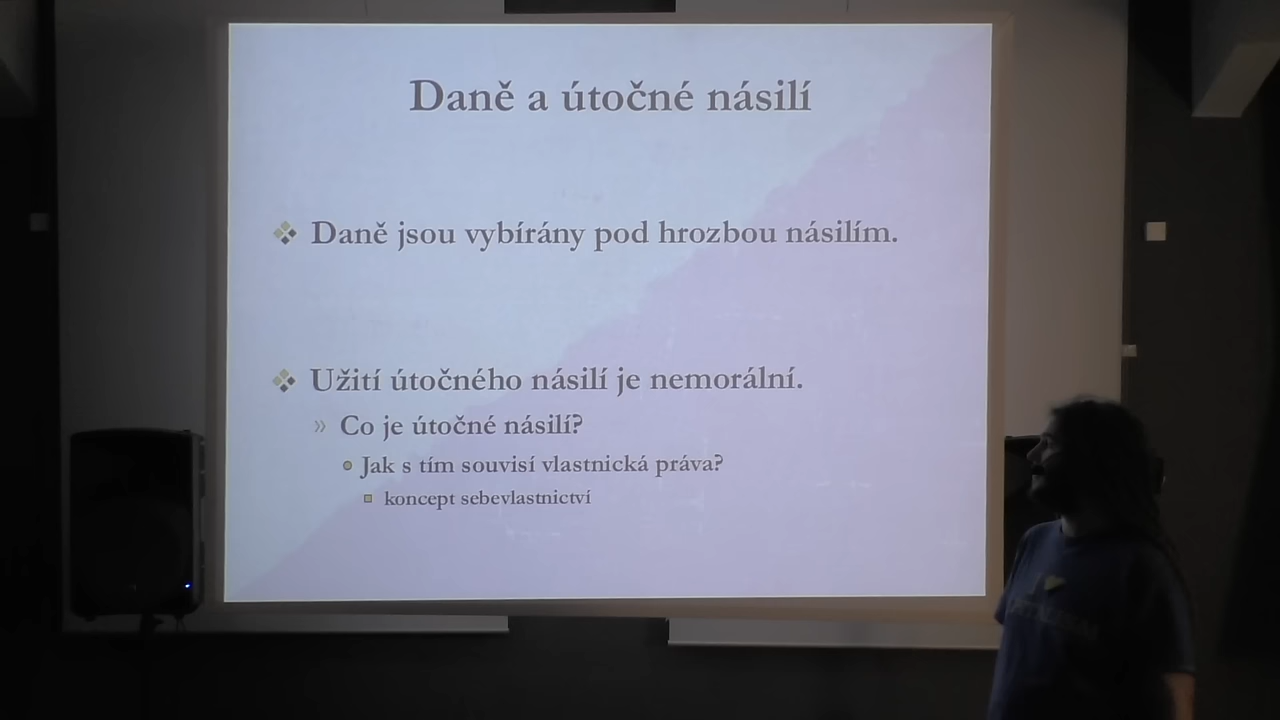 Daně a útočné násilí
Daně jsou vybírány pod hrozbou násilím.
Užití útočného násilí je nemorální.
Co je útočné násilí?
Jak s tím souvisí vlastnická práva?
koncept sebevlastnictví